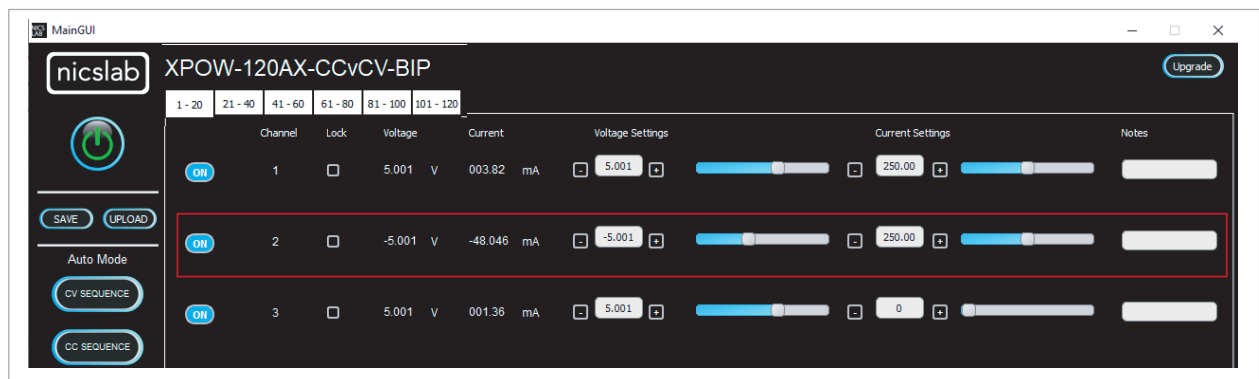 NICS LAB MainGUI
nicslab XPOW-120AX-CCvCV-BIP Upgrade
1 - 20 21 - 40 41 - 60 61 - 80 81 - 100 101 - 120
Channel Lock Voltage Current Voltage Settings Current Settings Notes
ON 1 5.001 V 003.82 mA - 5.001 + - 250.00 +
SAVE UPLOAD
ON 2 -5.001 V -48.046 mA - -5.001 + - 250.00 +
Auto Mode
CV SEQUENCE
ON 3 5.001 V 001.36 mA - 5.001 + - 0 +
CC SEQUENCE